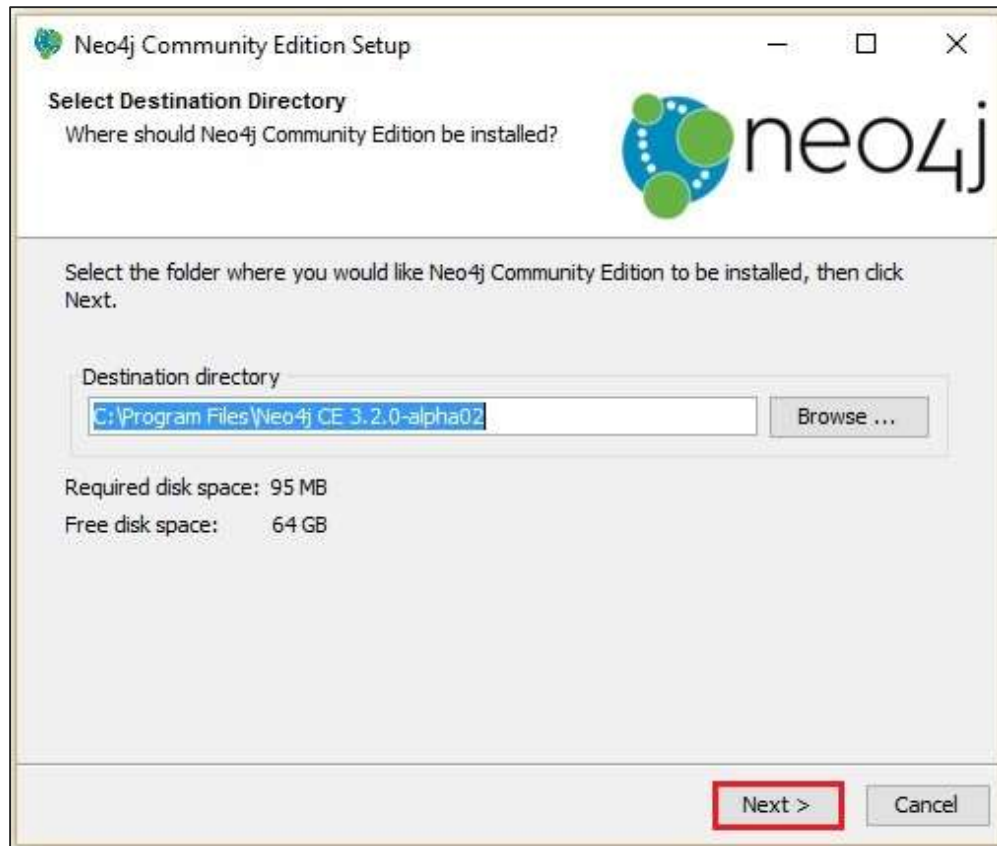 Neo4j Community Edition Setup
Select Destination Directory
Where should Neo4j Community Edition be installed?
neo4j
Select the folder where you would like Neo4j Community Edition to be installed, then click
Next.
Destination directory
C:\Program Files\Neo4j CE 3.2.0-alpha02
Browse ...
Required disk space: 95 MB
Free disk space: 64 GB
Next >
Cancel